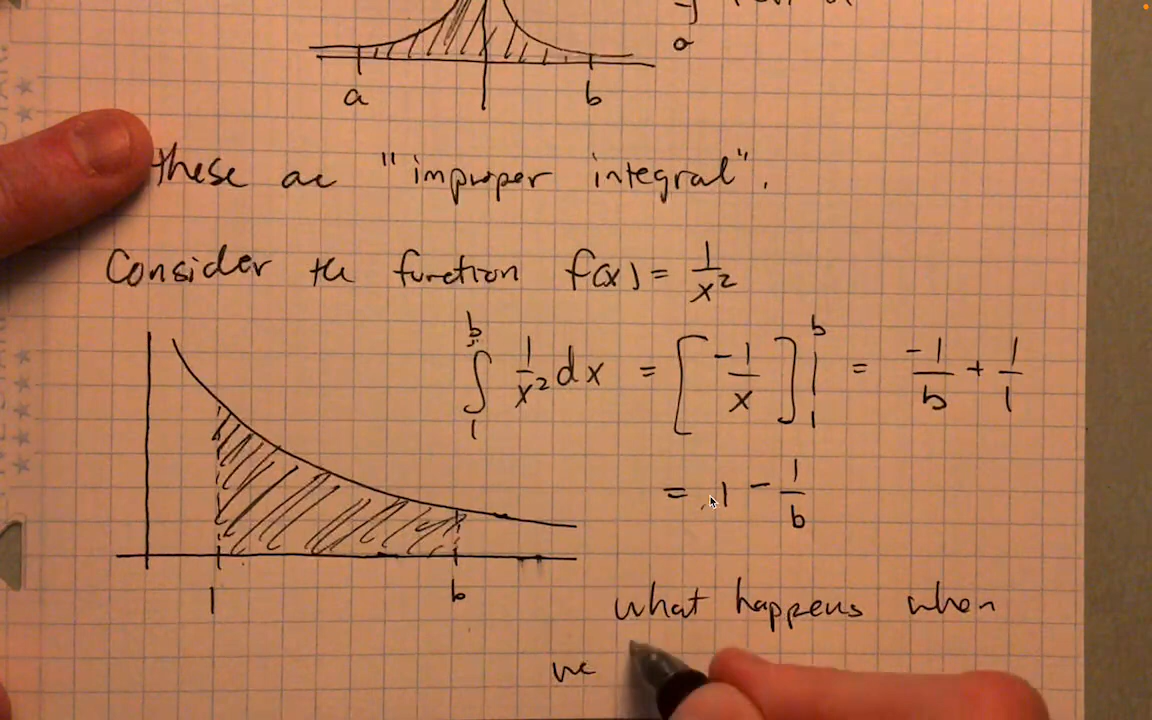 a b
these are "improper integral".
Consider the function f(x) = 1/x²
∫₁ᵇ 1/x² dx = [-1/x]|₁ᵇ = -1/b + 1/1
= 1 - 1/b
1 b
what happens when
we